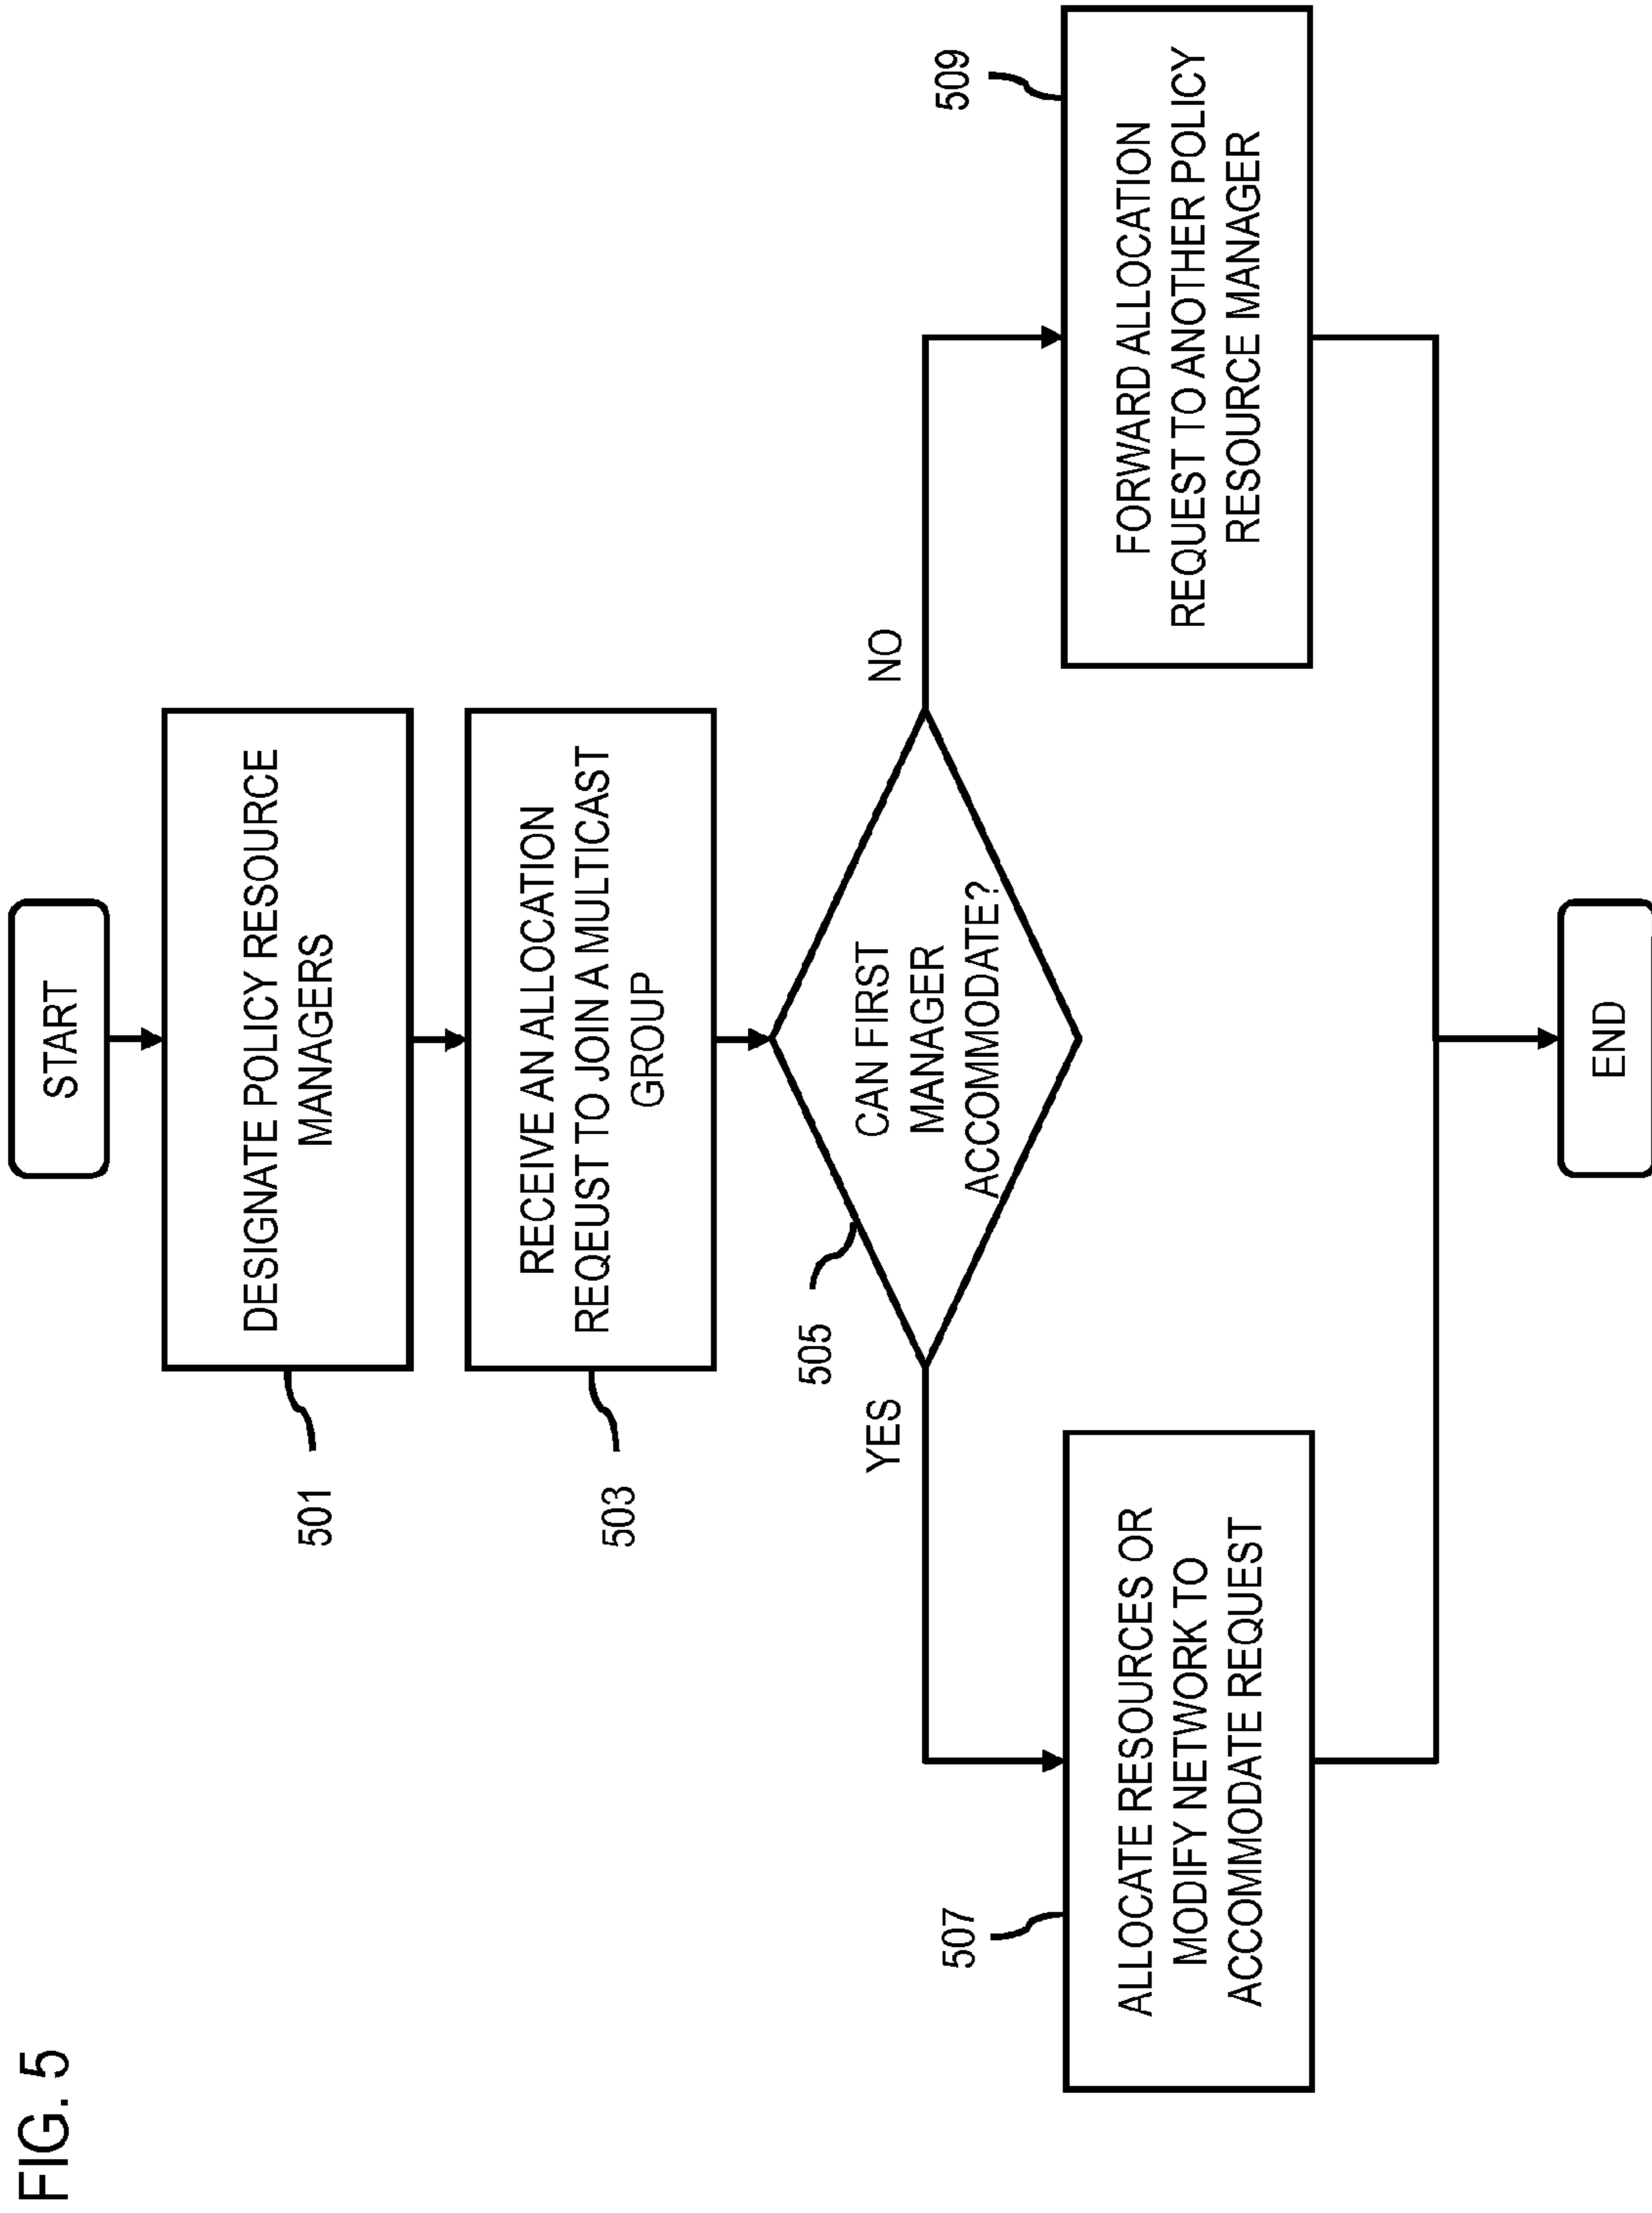 FIG. 5
START
DESIGNATE POLICY RESOURCE
MANAGERS
501
RECEIVE AN ALLOCATION
REQEUST TO JOIN A MULTICAST
GROUP
503
CAN FIRST
MANAGER
ACCOMMODATE?
505
YES
NO
ALLOCATE RESOURCES OR
MODIFY NETWORK TO
ACCOMMODATE REQUEST
507
FORWARD ALLOCATION
REQUEST TO ANOTHER POLICY
RESOURCE MANAGER
509
END